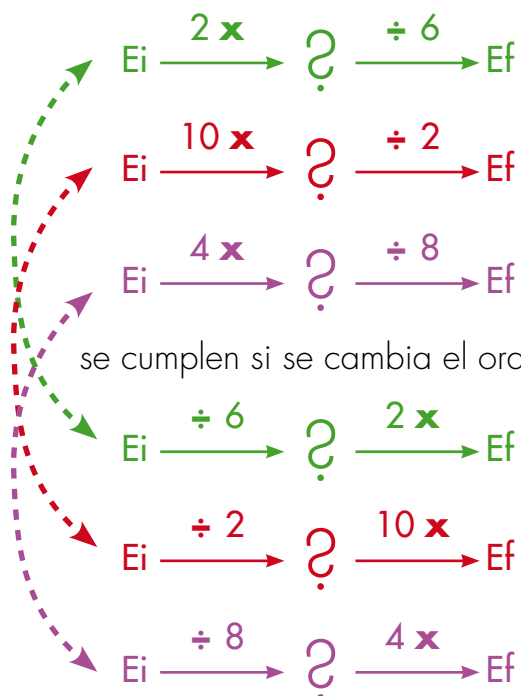 2 x ÷ 6
Ei ? Ef
10 x ÷ 2
Ei ? Ef
4 x ÷ 8
Ei ? Ef
se cumplen si se cambia el
÷ 6 2 x
Ei ? Ef
÷ 2 10 x
Ei ? Ef
÷ 8 4 x
Ei ? Ef